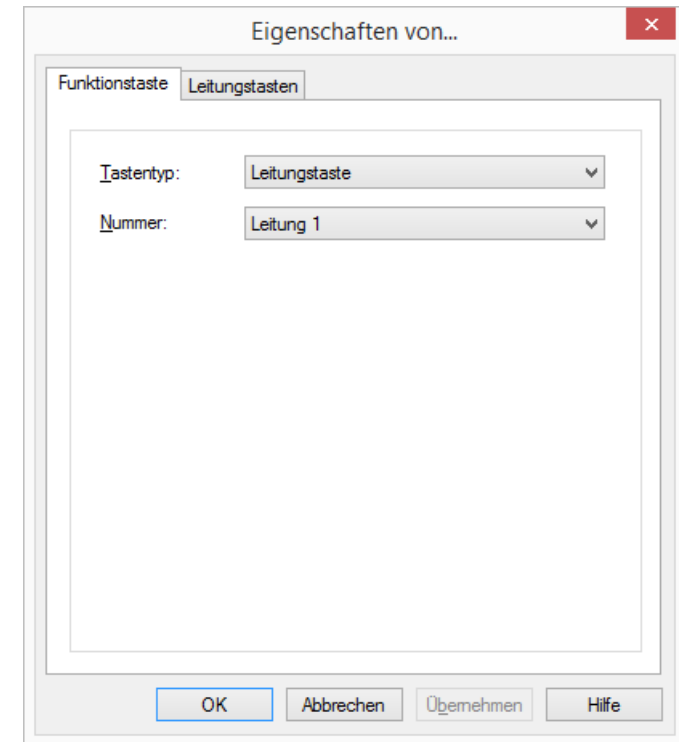 Eigenschaften von...
Funktionstaste Leitungstasten
Tastentyp: Leitungstaste
Nummer: Leitung 1
OK Abbrechen Übernehmen Hilfe